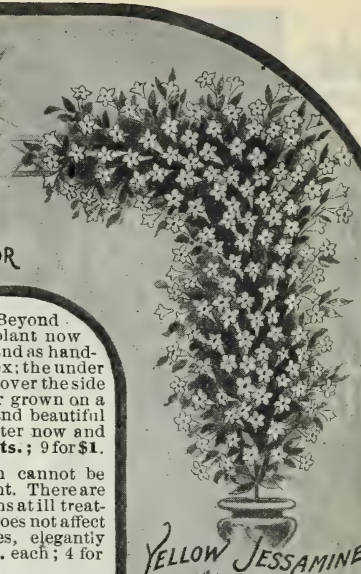 OR
Beyond
plant now
nd as hand-
ex; the under
over the side
r grown on a
nd beautiful
ter now and
ts.; 9 for $1.
n cannot be
nt. There are
ns at ill treat-
oes not affect
es, elegantly
. each; 4 for
YELLOW JESSAMINE